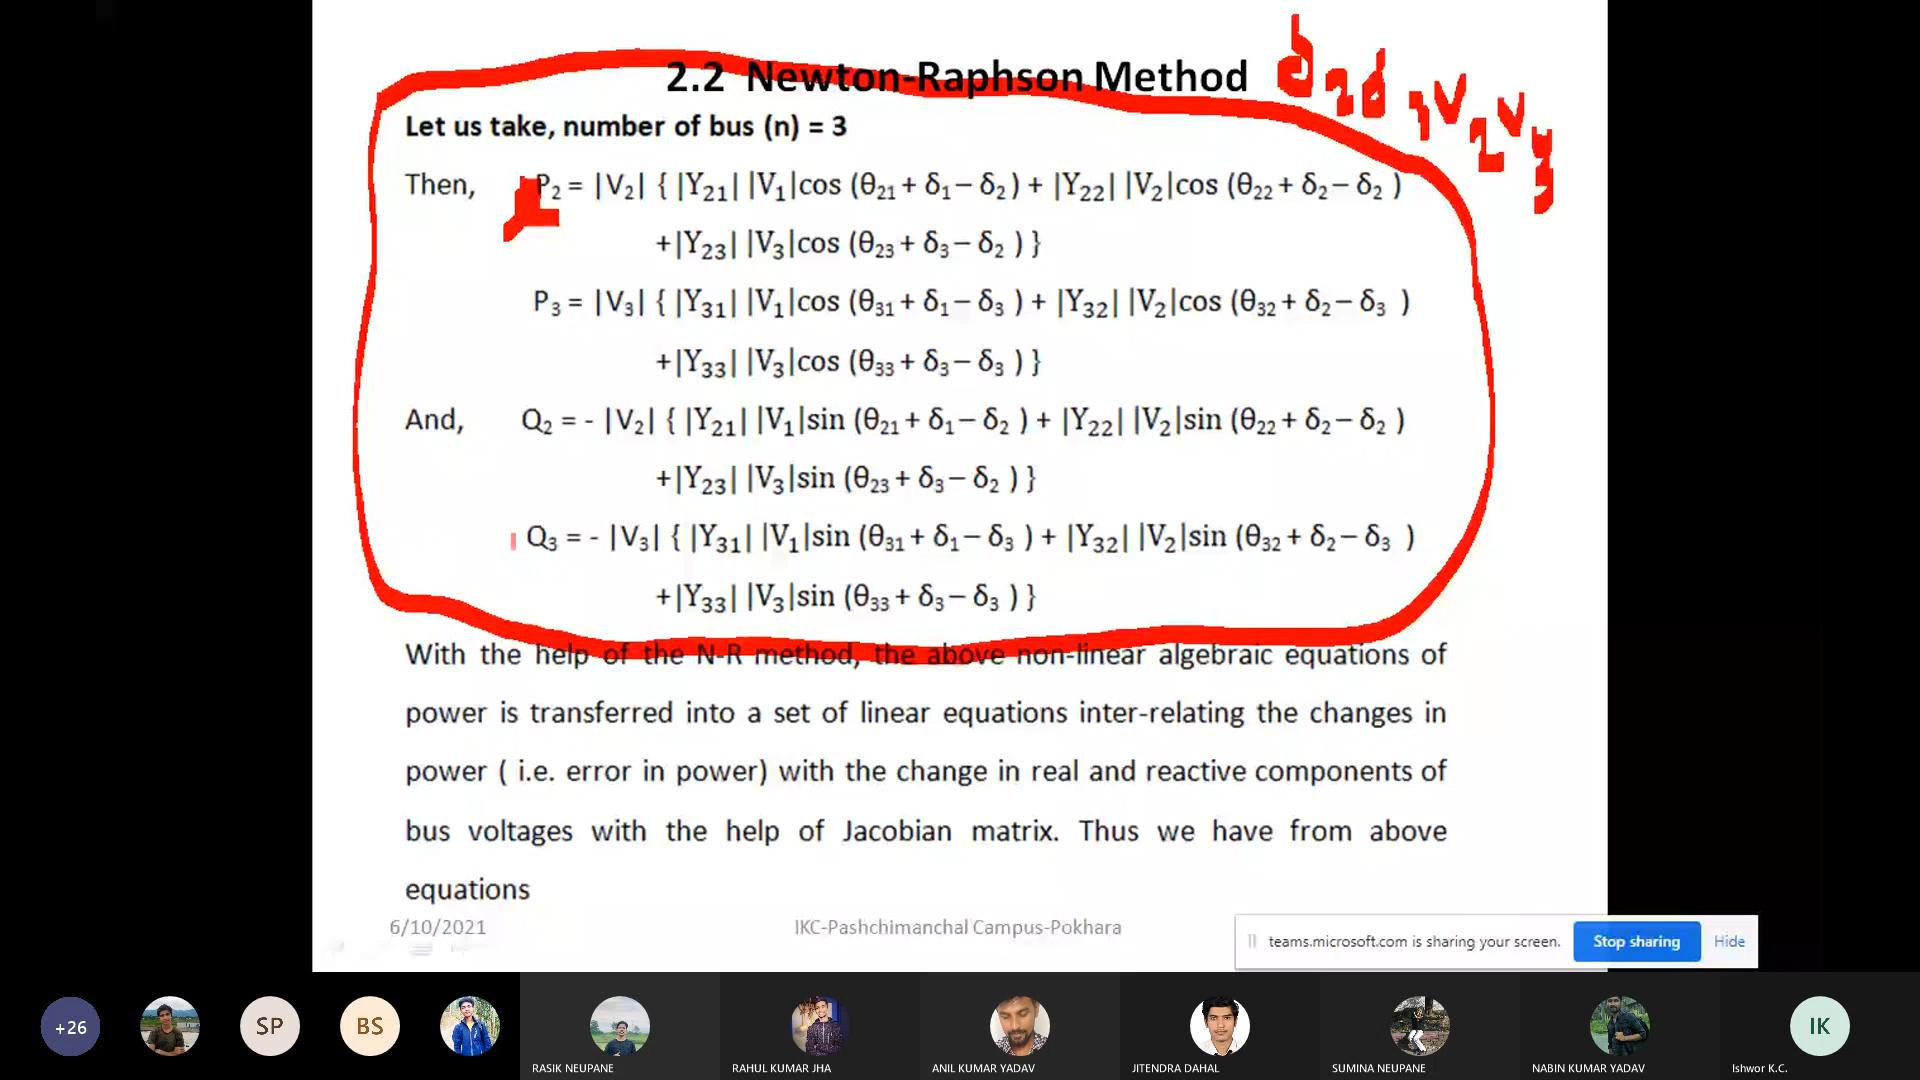 2.2 Newton-Raphson Method
δ₂ δ₃ V₂ V₃
Let us take, number of bus (n) = 3
Then, P₂ = |V₂| { |Y₂₁| |V₁|cos (θ₂₁ + δ₁ – δ₂) + |Y₂₂| |V₂|cos (θ₂₂ + δ₂ – δ₂ )
+|Y₂₃| |V₃|cos (θ₂₃ + δ₃ – δ₂ ) }
P₃ = |V₃| { |Y₃₁| |V₁|cos (θ₃₁ + δ₁ – δ₃ ) + |Y₃₂| |V₂|cos (θ₃₂ + δ₂ – δ₃ )
+|Y₃₃| |V₃|cos (θ₃₃ + δ₃ – δ₃ ) }
And, Q₂ = - |V₂| { |Y₂₁| |V₁|sin (θ₂₁ + δ₁ – δ₂ ) + |Y₂₂| |V₂|sin (θ₂₂ + δ₂ – δ₂ )
+|Y₂₃| |V₃|sin (θ₂₃ + δ₃ – δ₂ ) }
Q₃ = - |V₃| { |Y₃₁| |V₁|sin (θ₃₁ + δ₁ – δ₃ ) + |Y₃₂| |V₂|sin (θ₃₂ + δ₂ – δ₃ )
+|Y₃₃| |V₃|sin (θ₃₃ + δ₃ – δ₃ ) }
With the help of the N-R method, the above non-linear algebraic equations of
power is transferred into a set of linear equations inter-relating the changes in
power ( i.e. error in power) with the change in real and reactive components of
bus voltages with the help of Jacobian matrix. Thus we have from above
equations
6/10/2021 IKC-Pashchimanchal Campus-Pokhara
teams.microsoft.com is sharing your screen. Stop sharing Hide
+26 SP BS IK
RASIK NEUPANE RAHUL KUMAR JHA ANIL KUMAR YADAV JITENDRA DAHAL SUMINA NEUPANE NABIN KUMAR YADAV Ishwor K.C.